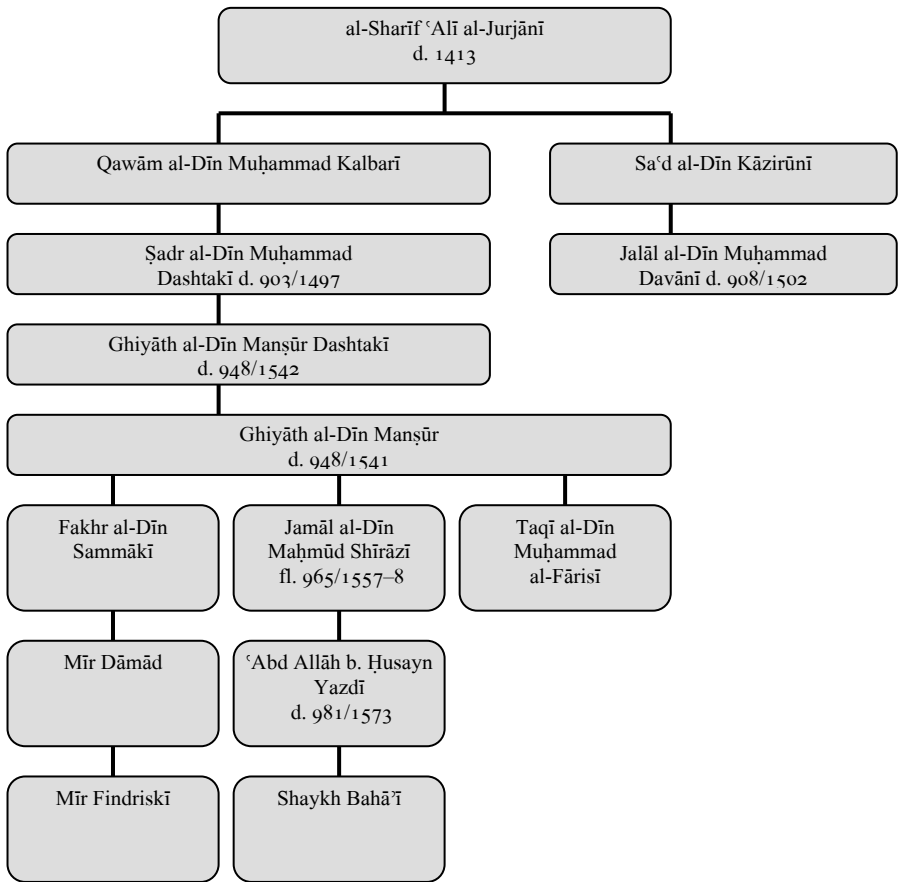 al-Sharīf ʿAlī al-Jurjānī
d. 1413
Qawām al-Dīn Muḥammad Kalbarī
Saʿd al-Dīn Kāzirūnī
Ṣadr al-Dīn Muḥammad
Dashtakī d. 903/1497
Jalāl al-Dīn Muḥammad
Davānī d. 908/1502
Ghiyāth al-Dīn Manṣūr Dashtakī
d. 948/1542
Ghiyāth al-Dīn Manṣūr
d. 948/1541
Fakhr al-Dīn
Sammākī
Jamāl al-Dīn
Maḥmūd Shīrāzī
fl. 965/1557–8
Taqī al-Dīn
Muḥammad
al-Fārisī
Mīr Dāmād
ʿAbd Allāh b. Ḥusayn
Yazdī
d. 981/1573
Mīr Findriskī
Shaykh Bahāʾī